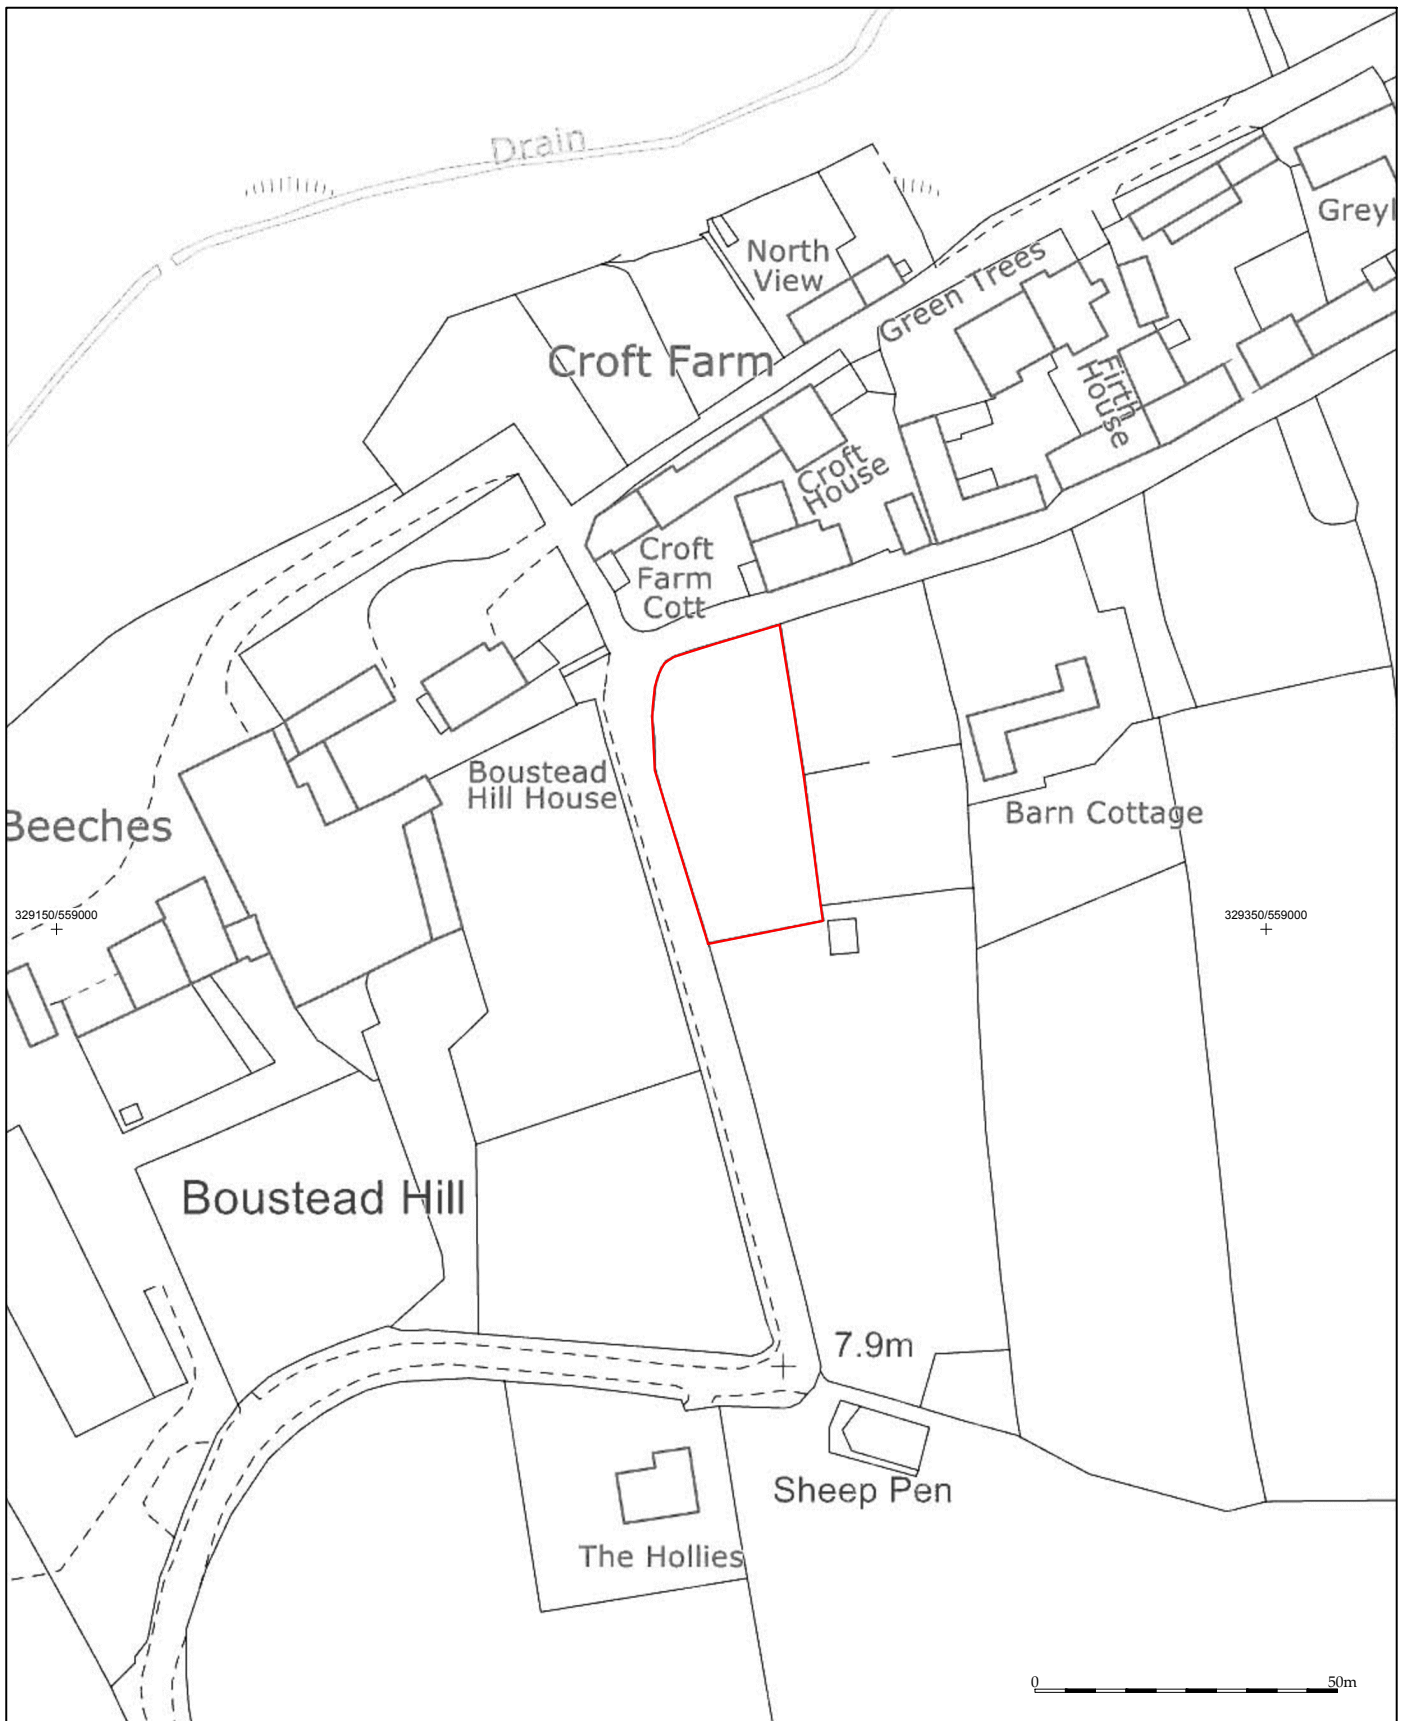 Drain
North
View
Greyl
Green Trees
Croft Farm
Firth
House
Croft
House
Croft
Farm
Cott
Boustead
Hill House
Barn Cottage
Beeches
329150/559000
329350/559000
Boustead Hill
7.9m
Sheep Pen
The Hollies
0 50m